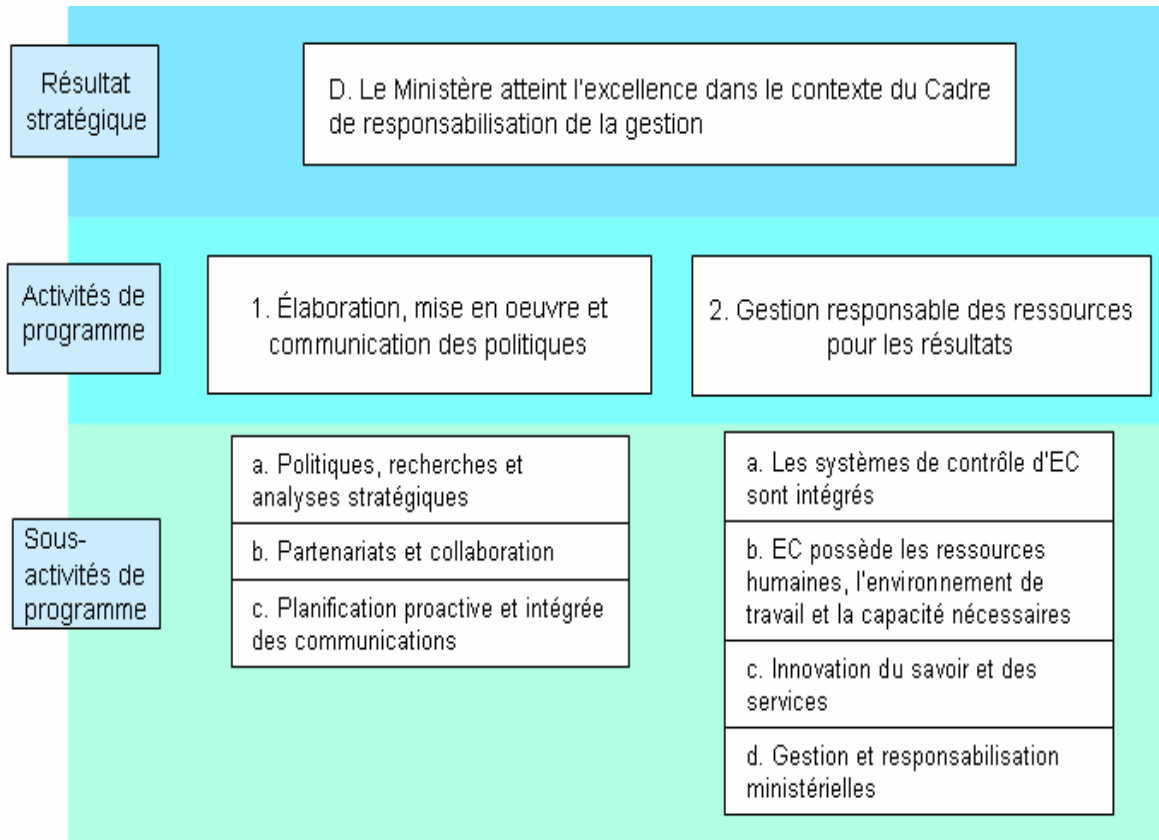 Résultat
stratégique
D. Le Ministère atteint l'excellence dans le contexte du Cadre
de responsabilisation de la gestion
Activités de
programme
1. Élaboration, mise en oeuvre et
communication des politiques
2. Gestion responsable des ressources
pour les résultats
Sous-
activités de
programme
a. Politiques, recherches et
analyses stratégiques
b. Partenariats et collaboration
c. Planification proactive et intégrée
des communications
a. Les systèmes de contrôle d'EC
sont intégrés
b. EC possède les ressources
humaines, l'environnement de
travail et la capacité nécessaires
c. Innovation du savoir et des
services
d. Gestion et responsabilisation
ministérielles